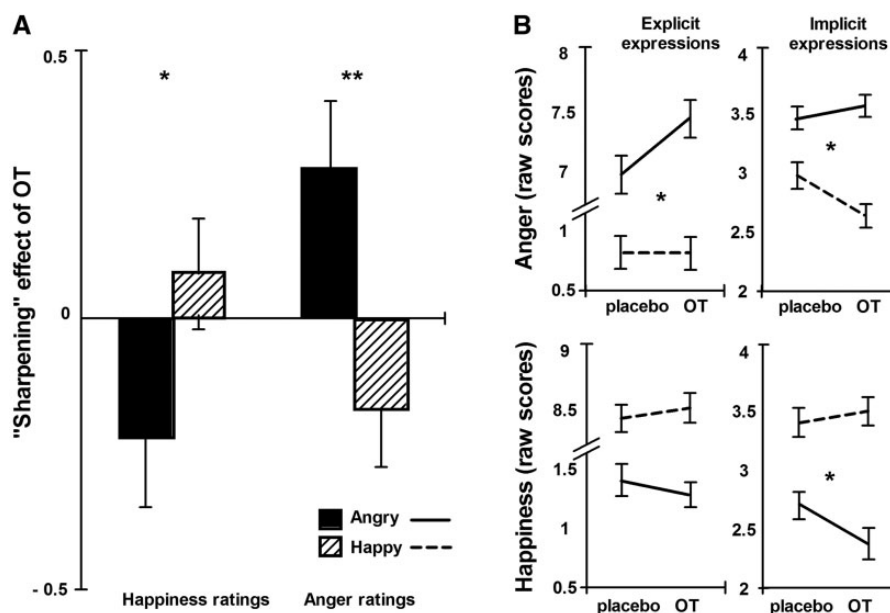 A
"Sharpening" effect of OT
0.5
0
- 0.5
*
**
Angry
Happy
Happiness ratings
Anger ratings
B
Explicit
expressions
Implicit
expressions
Anger (raw scores)
8
7.5
7
1
0.5
*
placebo
OT
4
3.5
3
2.5
2
*
placebo
OT
Happiness (raw scores)
9
8.5
1.5
1
0.5
placebo
OT
4
3.5
3
2.5
2
*
placebo
OT